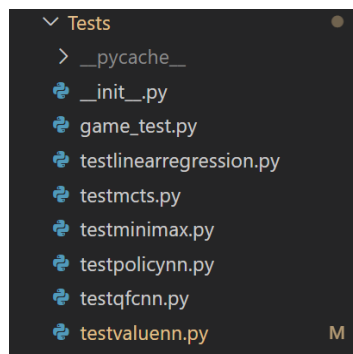 Tests
__pycache__
__init__.py
game_test.py
testlinearregression.py
testmcts.py
testminimax.py
testpolicynn.py
testqfcnn.py
testvaluenn.py M